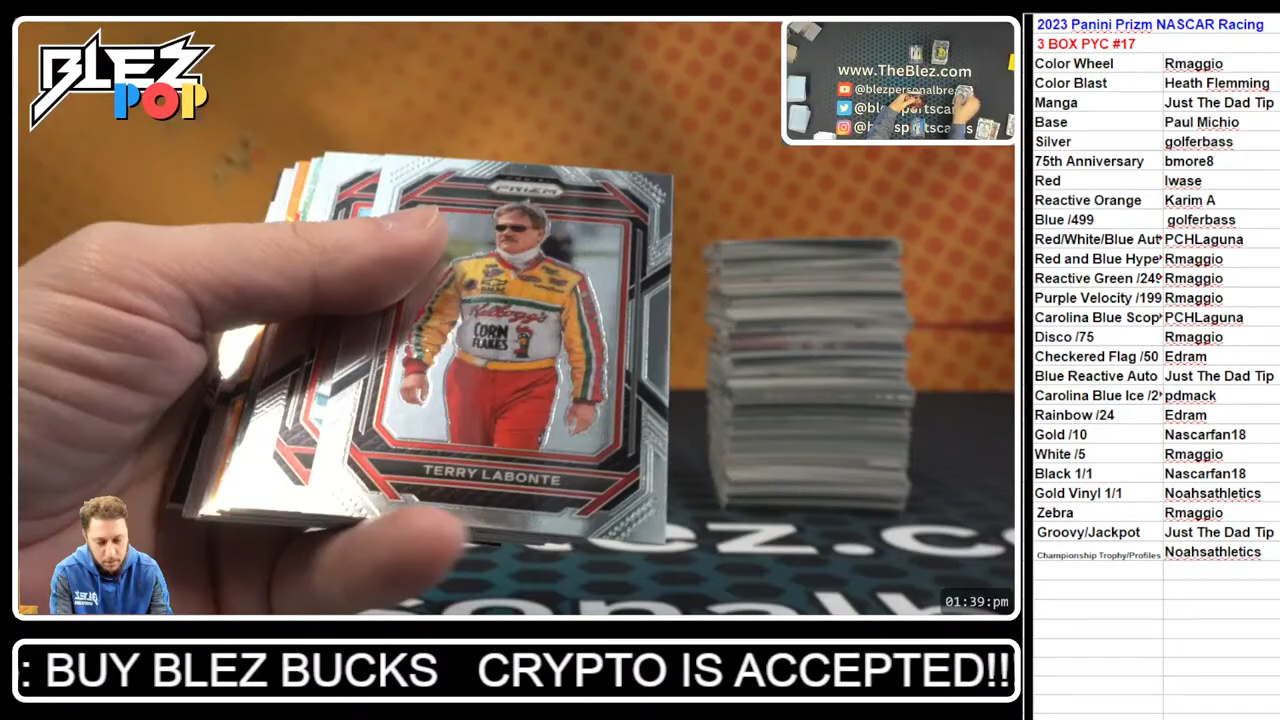 BLEZ
POP
www.TheBlez.com
PANINI
PRIZM
Kellogg's
CORN
FLAKES
TERRY LABONTE
01:39:pm
: BUY BLEZ BUCKS CRYPTO IS ACCEPTED!!
2023 Panini Prizm NASCAR Racing
3 BOX PYC #17
Color Wheel Rmaggio
Color Blast Heath Flemming
Manga Just The Dad Tip
Base Paul Michio
Silver golferbass
75th Anniversary bmore8
Red Iwase
Reactive Orange Karim A
Blue /499 golferbass
Red/White/Blue Aut PCHLaguna
Red and Blue Hype Rmaggio
Reactive Green /249 Rmaggio
Purple Velocity /199 Rmaggio
Carolina Blue Scop PCHLaguna
Disco /75 Rmaggio
Checkered Flag /50 Edram
Blue Reactive Auto Just The Dad Tip
Carolina Blue Ice /2 pdmack
Rainbow /24 Edram
Gold /10 Nascarfan18
White /5 Rmaggio
Black 1/1 Nascarfan18
Gold Vinyl 1/1 Noahsathletics
Zebra Rmaggio
Groovy/Jackpot Just The Dad Tip
Championship Trophy/Profiles Noahsathletics